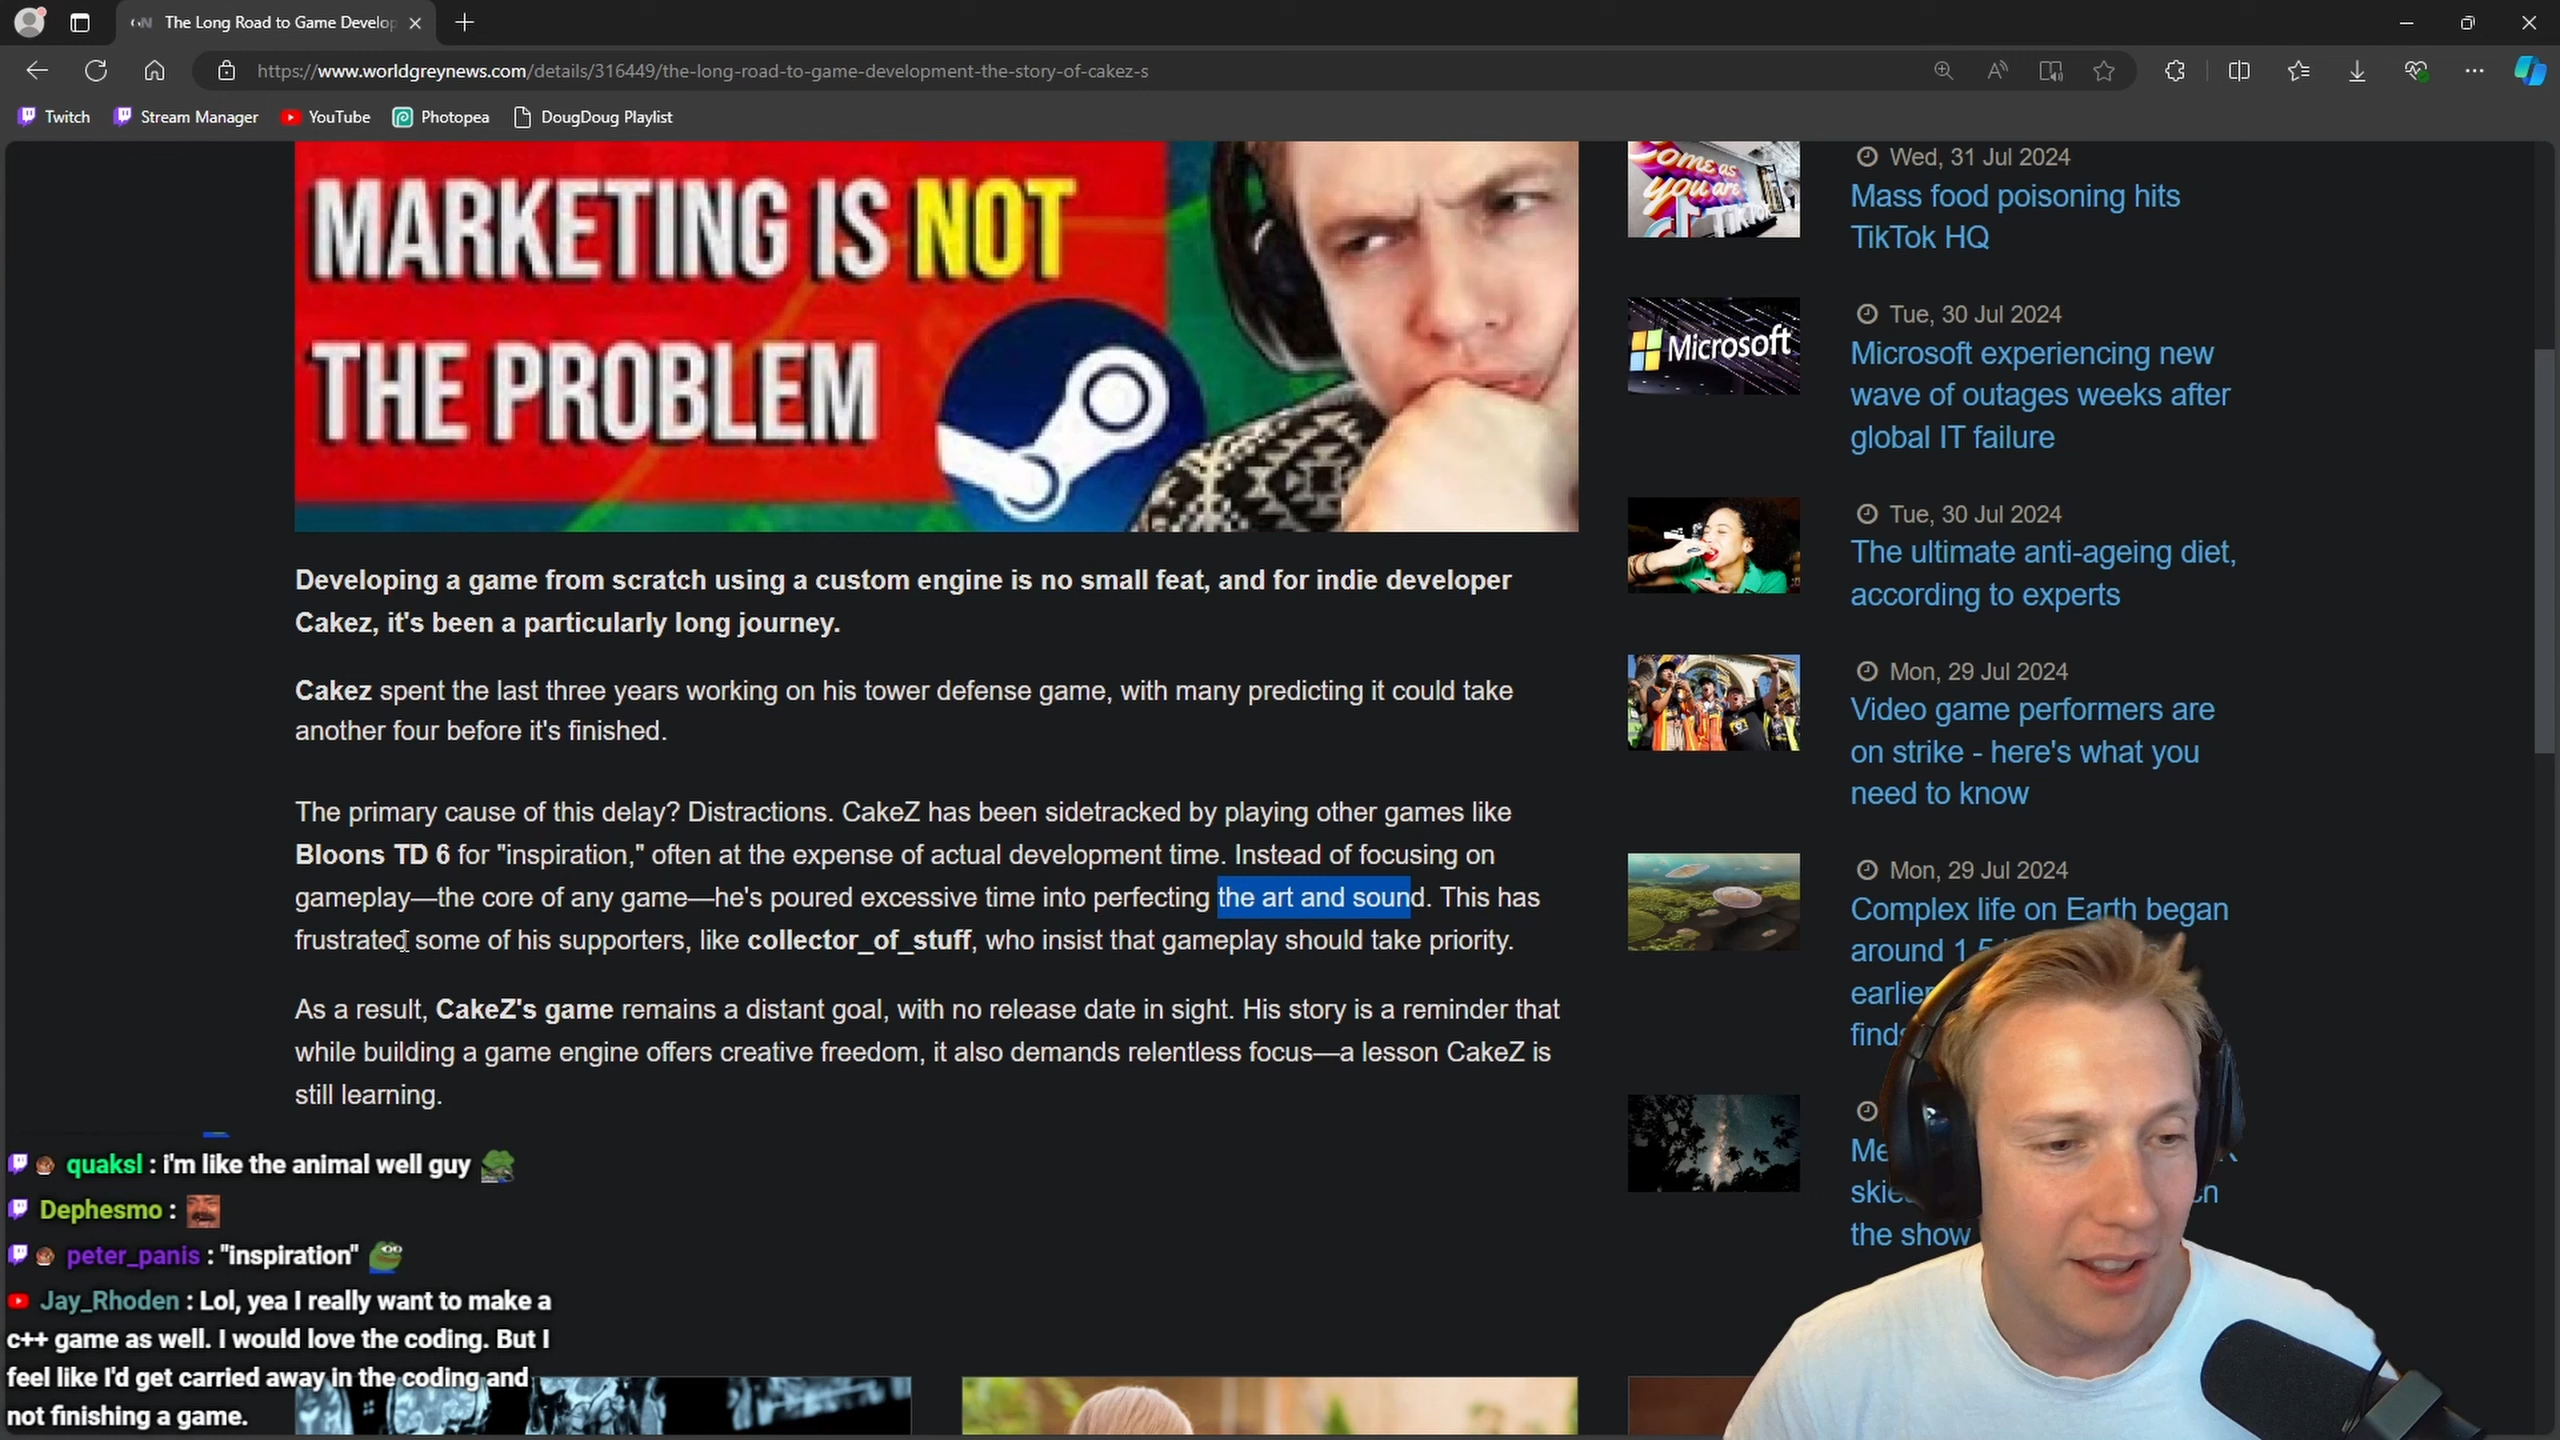 The Long Road to Game Develop
https://www.worldgreynews.com/details/316449/the-long-road-to-game-development-the-story-of-cakez-s
Twitch
Stream Manager
YouTube
Photopea
DougDoug Playlist
MARKETING IS NOT
THE PROBLEM
Developing a game from scratch using a custom engine is no small feat, and for indie developer
Cakez, it's been a particularly long journey.
Cakez spent the last three years working on his tower defense game, with many predicting it could take
another four before it's finished.
The primary cause of this delay? Distractions. CakeZ has been sidetracked by playing other games like
Bloons TD 6 for "inspiration," often at the expense of actual development time. Instead of focusing on
gameplay—the core of any game—he's poured excessive time into perfecting the art and sound. This has
frustrated some of his supporters, like collector_of_stuff, who insist that gameplay should take priority.
As a result, CakeZ's game remains a distant goal, with no release date in sight. His story is a reminder that
while building a game engine offers creative freedom, it also demands relentless focus—a lesson CakeZ is
still learning.
come as
you are
TikTok
Wed, 31 Jul 2024
Mass food poisoning hits
TikTok HQ
Microsoft
Tue, 30 Jul 2024
Microsoft experiencing new
wave of outages weeks after
global IT failure
Tue, 30 Jul 2024
The ultimate anti-ageing diet,
according to experts
Mon, 29 Jul 2024
Video game performers are
on strike - here's what you
need to know
Mon, 29 Jul 2024
Complex life on Earth began
around 1.5
earlier
finds
Me
skie
the show
quaksl : i'm like the animal well guy
Dephesmo :
peter_panis : "inspiration"
Jay_Rhoden : Lol, yea I really want to make a
c++ game as well. I would love the coding. But I
feel like I'd get carried away in the coding and
not finishing a game.